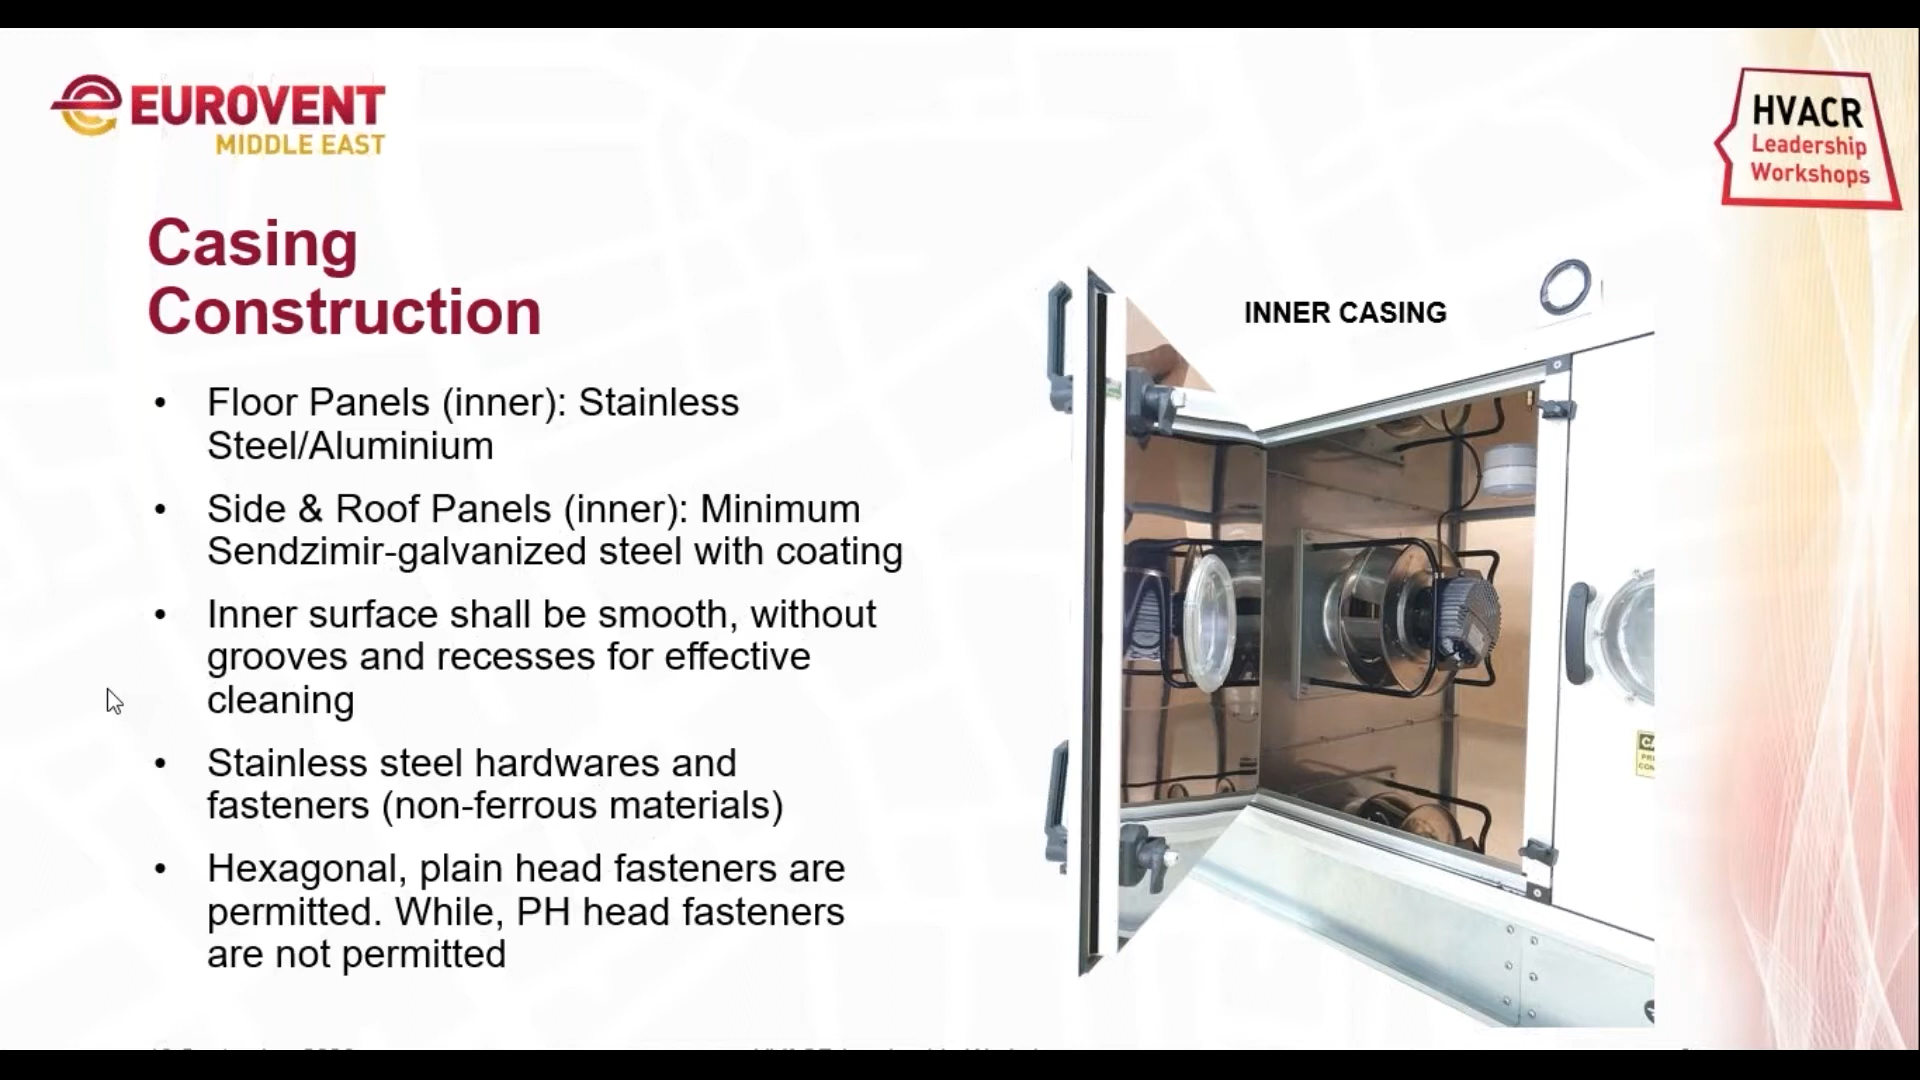 EUROVENT
MIDDLE EAST
HVACR
Leadership
Workshops
Casing
Construction
• Floor Panels (inner): Stainless
Steel/Aluminium
• Side & Roof Panels (inner): Minimum
Sendzimir-galvanized steel with coating
• Inner surface shall be smooth, without
grooves and recesses for effective
cleaning
• Stainless steel hardwares and
fasteners (non-ferrous materials)
• Hexagonal, plain head fasteners are
permitted. While, PH head fasteners
are not permitted
INNER CASING